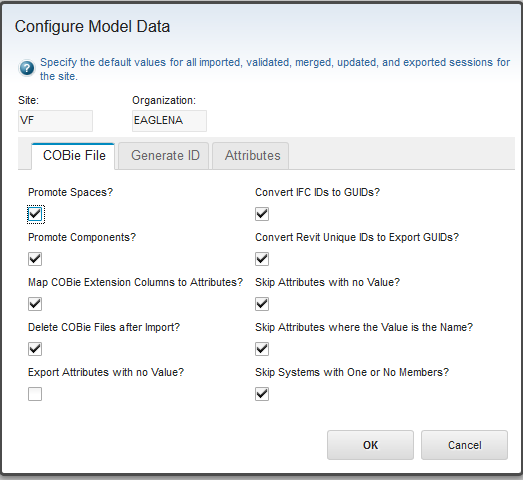 Configure Model Data
? Specify the default values for all imported, validated, merged, updated, and exported sessions for
the site.
Site: Organization:
VF EAGLENA
COBie File Generate ID Attributes
Promote Spaces? Convert IFC IDs to GUIDs?
Promote Components? Convert Revit Unique IDs to Export GUIDs?
Map COBie Extension Columns to Attributes? Skip Attributes with no Value?
Delete COBie Files after Import? Skip Attributes where the Value is the Name?
Export Attributes with no Value? Skip Systems with One or No Members?
OK Cancel